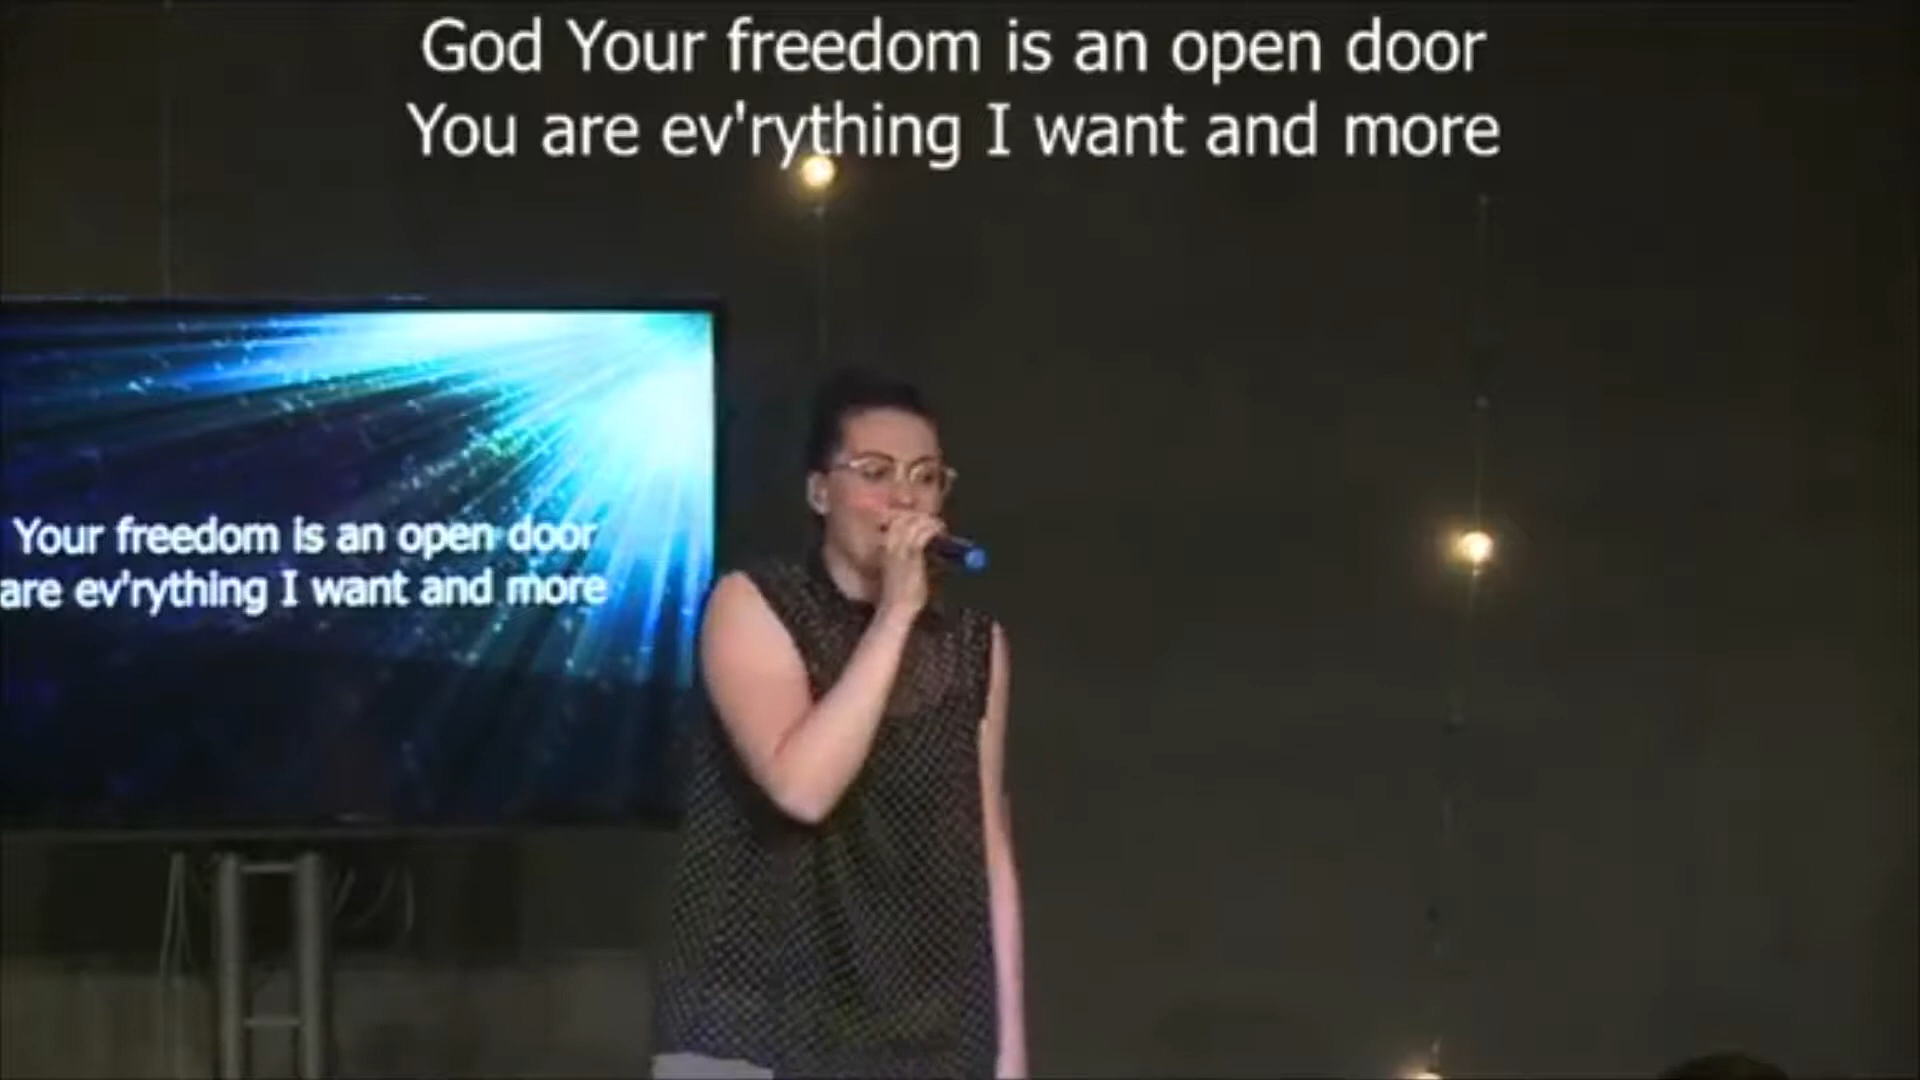 God Your freedom is an open door
You are ev'rything I want and more
Your freedom is an open door
are ev'rything I want and more